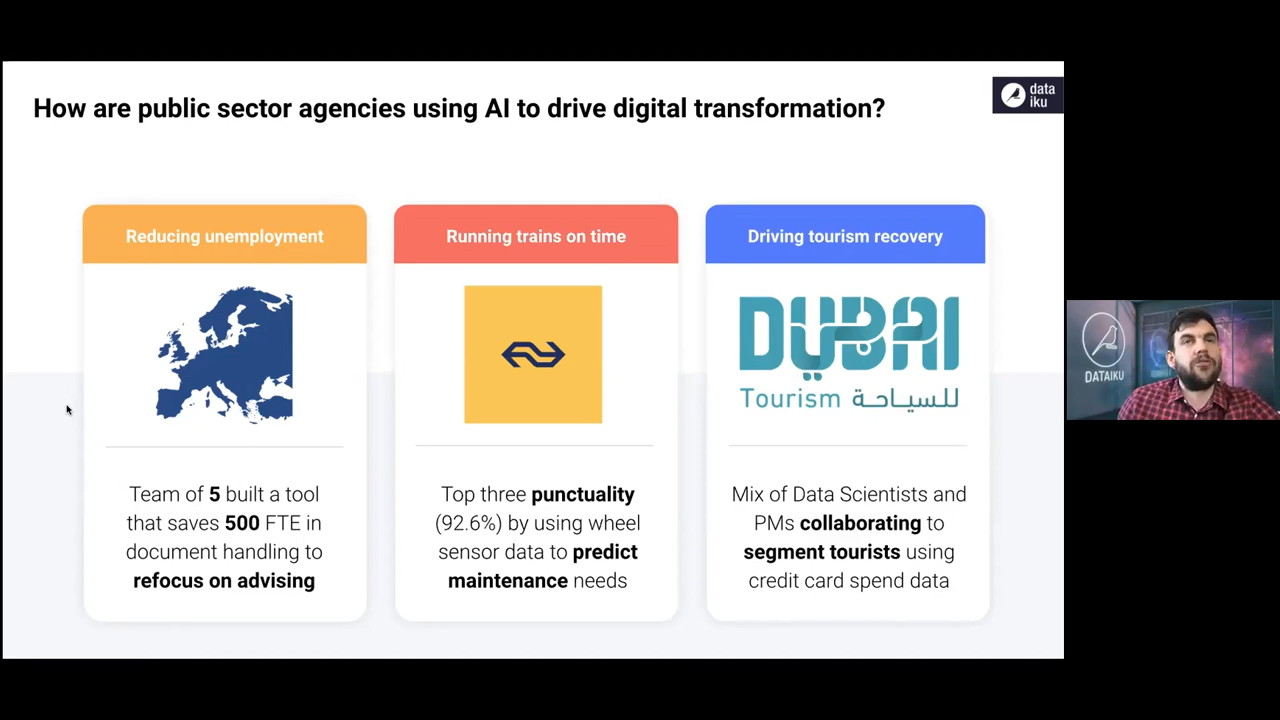 How are public sector agencies using AI to drive digital transformation?
data
iku
Reducing unemployment
Team of 5 built a tool
that saves 500 FTE in
document handling to
refocus on advising
Running trains on time
Top three punctuality
(92.6%) by using wheel
sensor data to predict
maintenance needs
Driving tourism recovery
DUBAI
Tourism للسياحة
Mix of Data Scientists and
PMs collaborating to
segment tourists using
credit card spend data
DATAIKU